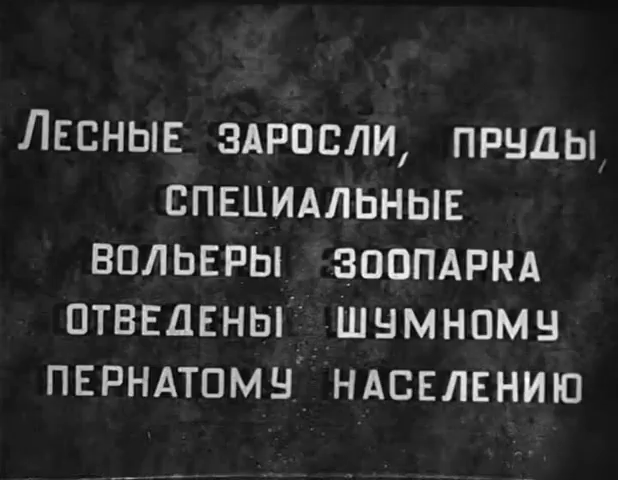 Лесные заросли, пруды,
специальные
вольеры зоопарка
отведены шумному
пернатому населению